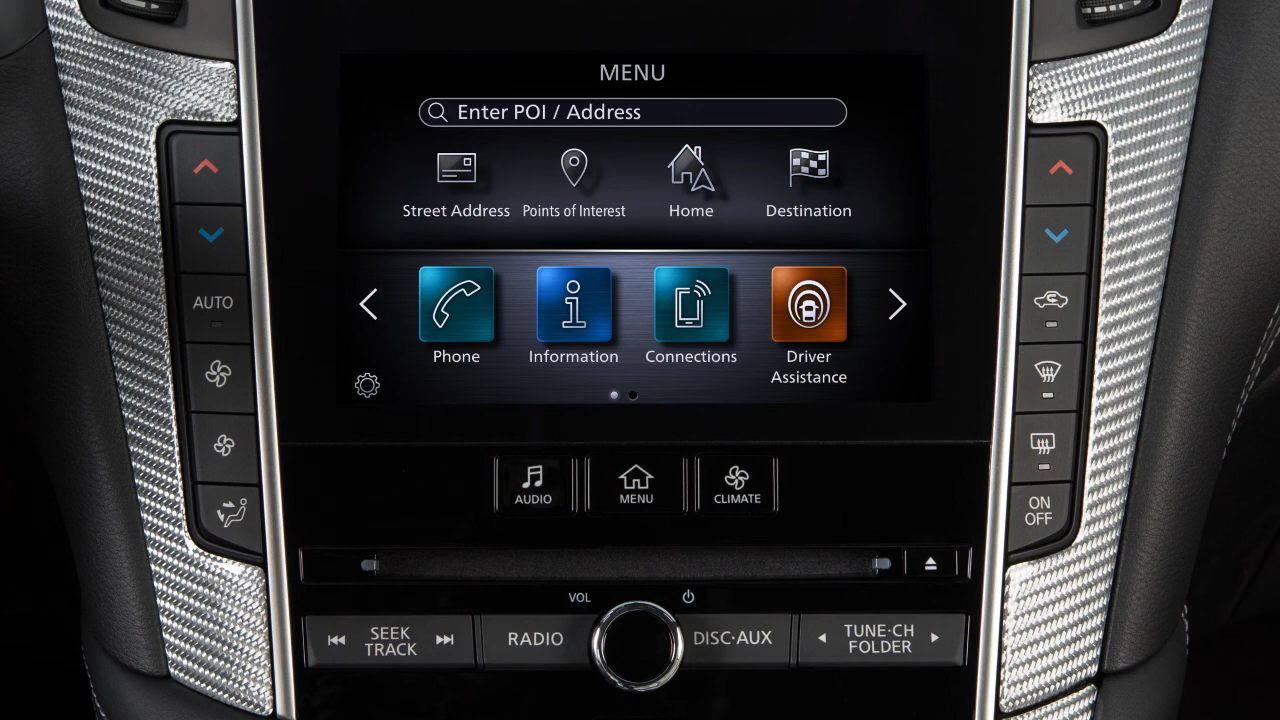 MENU
Enter POI / Address
Street Address
Points of Interest
Home
Destination
AUTO
Phone
Information
Connections
Driver
Assistance
AUDIO
MENU
CLIMATE
ON
OFF
VOL
SEEK
TRACK
RADIO
DISC·AUX
TUNE·CH
FOLDER